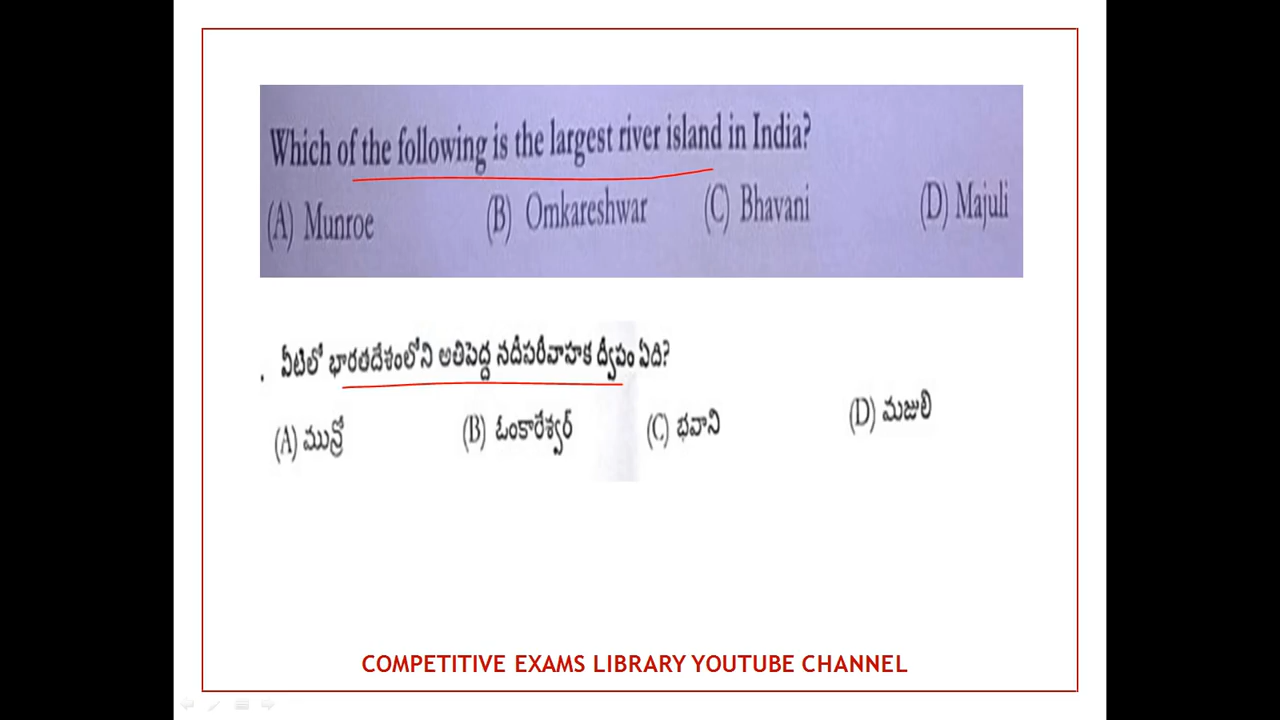 Which of the following is the largest river island in India?
(A) Munroe (B) Omkareshwar (C) Bhavani (D) Majuli
. వీటిలో భారతదేశంలోని అతిపెద్ద నదీపరీవాహక ద్వీపం ఏది?
(A) మున్రో (B) ఓంకారేశ్వర్ (C) భవాని (D) మజులి
COMPETITIVE EXAMS LIBRARY YOUTUBE CHANNEL